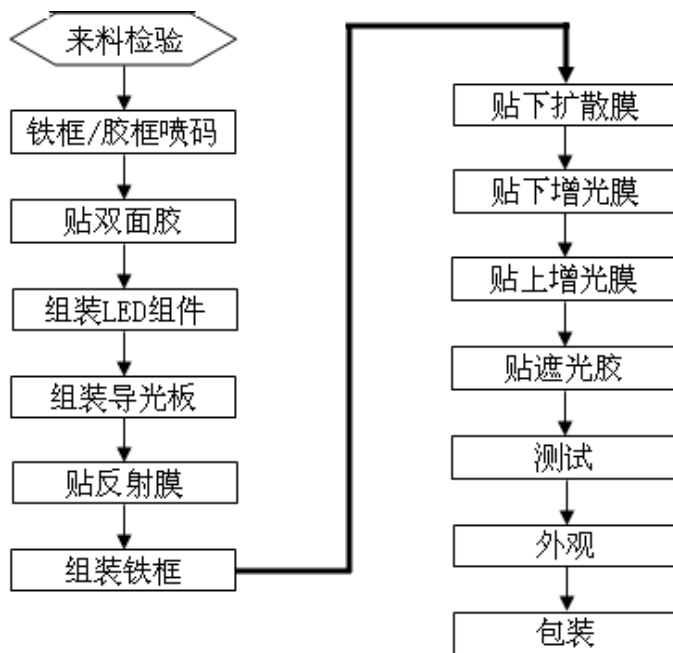 来料检验
铁框/胶框喷码
贴双面胶
组装LED组件
组装导光板
贴反射膜
组装铁框
贴下扩散膜
贴下增光膜
贴上增光膜
贴遮光胶
测试
外观
包装